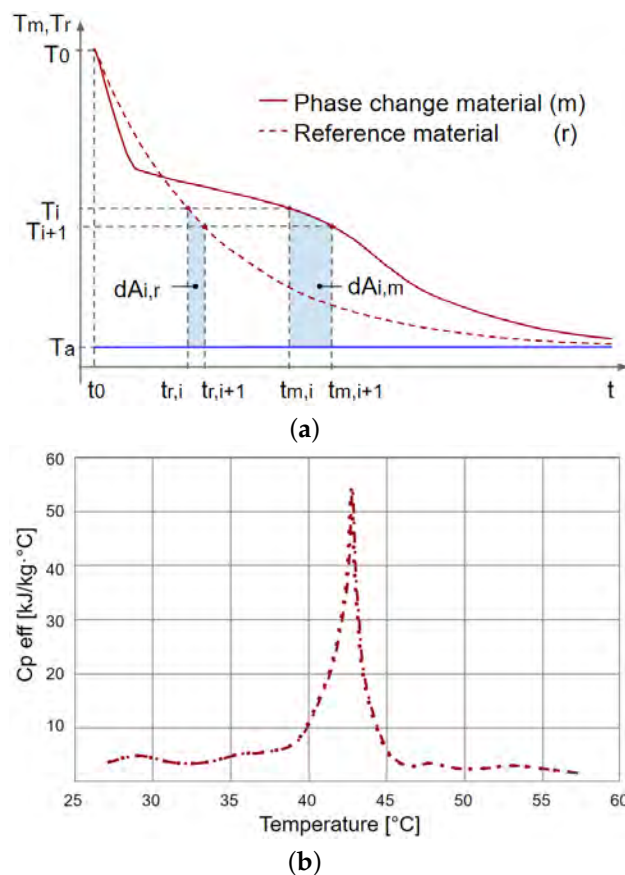 Tm,Tr
T0
Phase change material (m)
Reference material (r)
Ti
Ti+1
dAi,r
dAi,m
Ta
t0 tr,i tr,i+1 tm,i tm,i+1 t
(a)
60
50
40
30
20
10
Cp eff [kJ/kg·°C]
25 30 35 40 45 50 55 60
Temperature [°C]
(b)